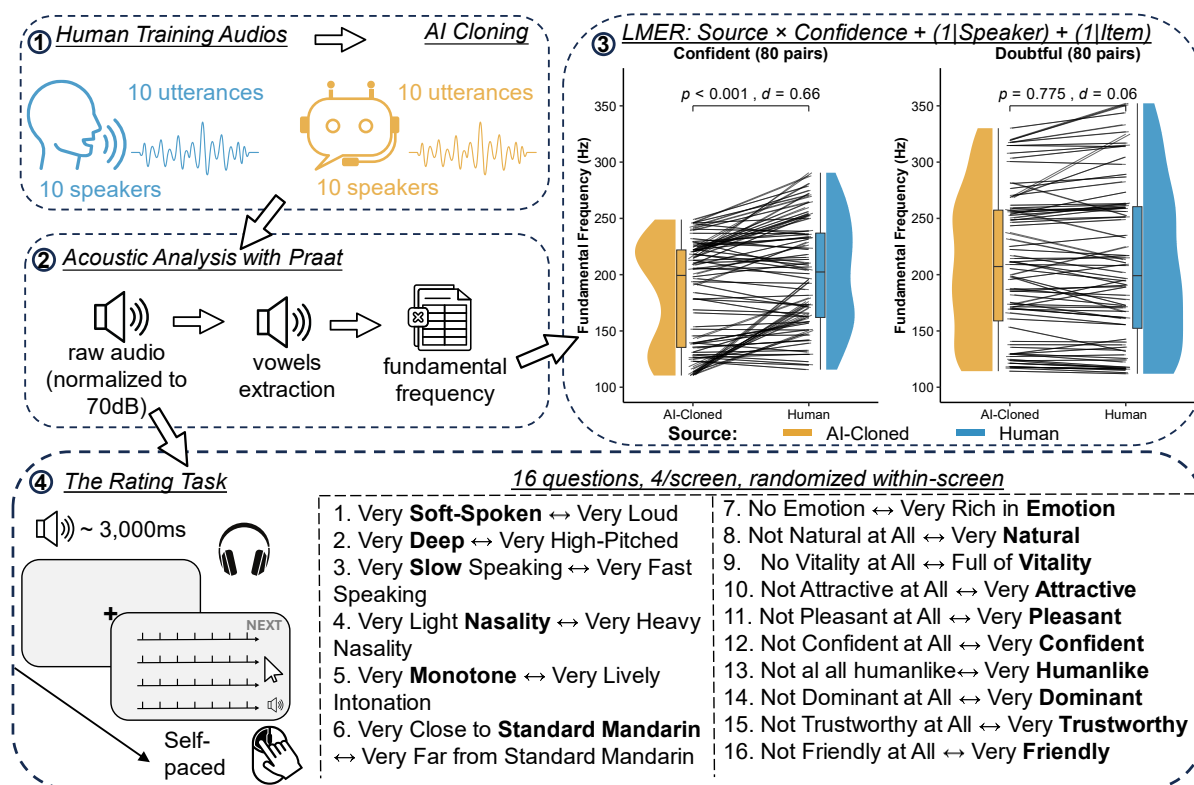 1 Human Training Audios AI Cloning
10 utterances
10 utterances
10 speakers
10 speakers
2 Acoustic Analysis with Praat
raw audio
(normalized to
70dB)
vowels
extraction
fundamental
frequency
3 LMER: Source × Confidence + (1|Speaker) + (1|Item)
Confident (80 pairs)
p < 0.001 , d = 0.66
Fundamental Frequency (Hz)
350
300
250
200
150
100
AI-Cloned Human
Doubtful (80 pairs)
p = 0.775 , d = 0.06
Fundamental Frequency (Hz)
350
300
250
200
150
100
AI-Cloned Human
Source: AI-Cloned Human
4 The Rating Task
~ 3,000ms
+
NEXT
Self-
paced
16 questions, 4/screen, randomized within-screen
1. Very Soft-Spoken ↔ Very Loud
2. Very Deep ↔ Very High-Pitched
3. Very Slow Speaking ↔ Very Fast
Speaking
4. Very Light Nasality ↔ Very Heavy
Nasality
5. Very Monotone ↔ Very Lively
Intonation
6. Very Close to Standard Mandarin
↔ Very Far from Standard Mandarin
7. No Emotion ↔ Very Rich in Emotion
8. Not Natural at All ↔ Very Natural
9. No Vitality at All ↔ Full of Vitality
10. Not Attractive at All ↔ Very Attractive
11. Not Pleasant at All ↔ Very Pleasant
12. Not Confident at All ↔ Very Confident
13. Not al all humanlike↔ Very Humanlike
14. Not Dominant at All ↔ Very Dominant
15. Not Trustworthy at All ↔ Very Trustworthy
16. Not Friendly at All ↔ Very Friendly